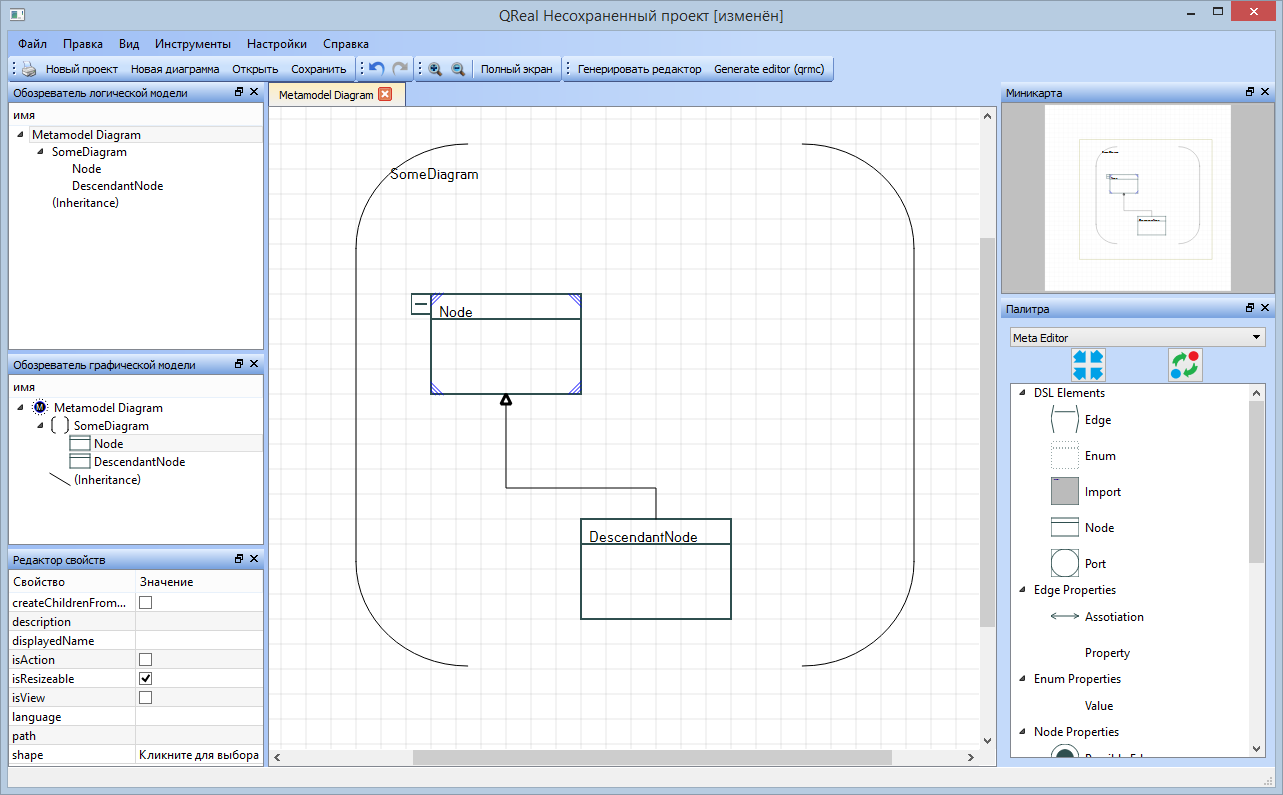 QReal Несохраненный проект [изменён]
Файл Правка Вид Инструменты Настройки Справка
Новый проект Новая диаграмма Открыть Сохранить Полный экран Генерировать редактор Generate editor (qrmc)
Обозреватель логической модели
имя
Metamodel Diagram
SomeDiagram
Node
DescendantNode
(Inheritance)
Обозреватель графической модели
имя
Metamodel Diagram
SomeDiagram
Node
DescendantNode
(Inheritance)
Редактор свойств
Свойство Значение
createChildrenFrom...
description
displayedName
isAction
isResizeable
isView
language
path
shape Кликните для выбора
Metamodel Diagram
SomeDiagram
Node
DescendantNode
Миникарта
Палитра
Meta Editor
DSL Elements
Edge
Enum
Import
Node
Port
Edge Properties
Assotiation
Property
Enum Properties
Value
Node Properties